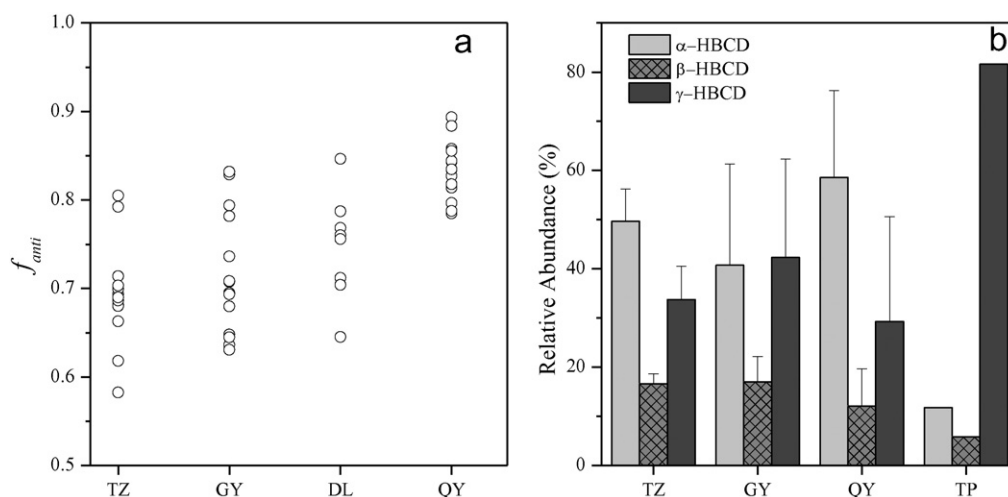 a
1.0
0.9
0.8
0.7
0.6
0.5
f_anti
TZ GY DL QY
b
α–HBCD
β–HBCD
γ–HBCD
80
60
40
20
0
Relative Abundance (%)
TZ GY QY TP